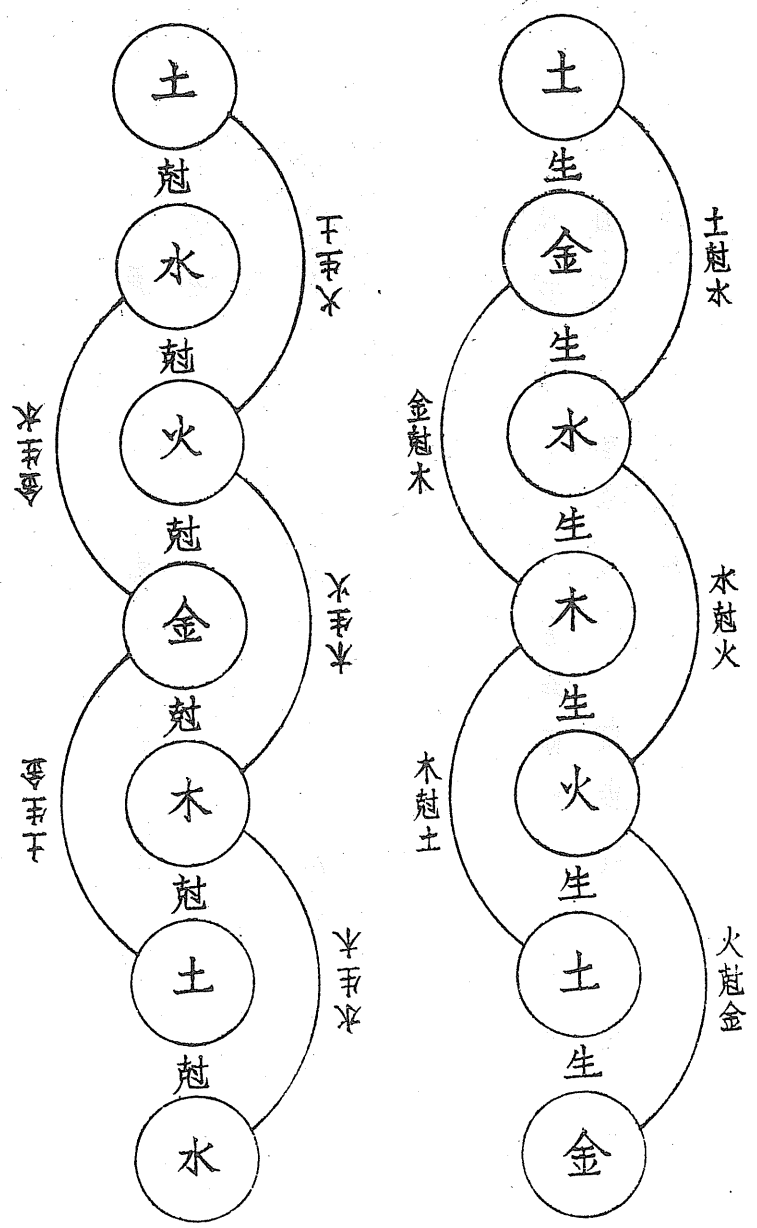 土尅水
水尅火
火尅金
土生金生水生木生火生土生金
金尅木
木尅土
火生土
木生火
水生木
土尅水尅火尅金尅木尅土尅水
金生水
土生金